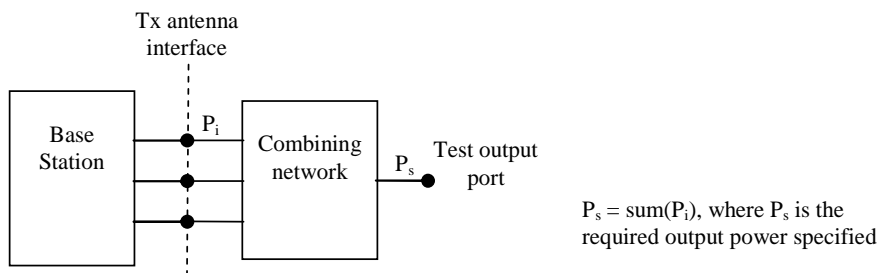 Tx antenna
interface
Base
Station
Pi
Combining
network
Ps
Test output
port
Ps = sum(Pi), where Ps is the
required output power specified